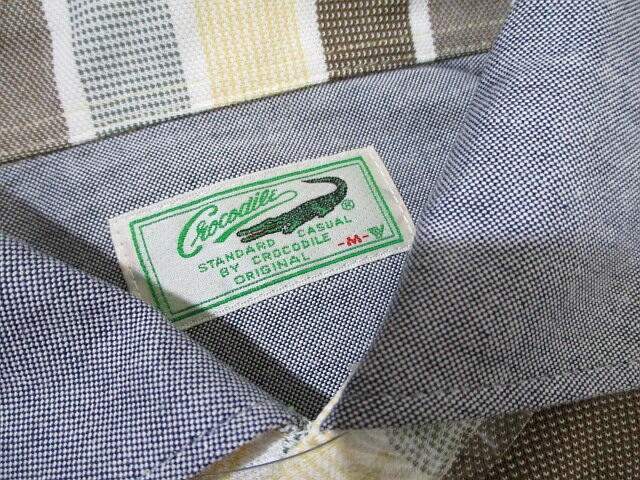 Crocodile ®
STANDARD CASUAL
BY CROCODILE
ORIGINAL -M-